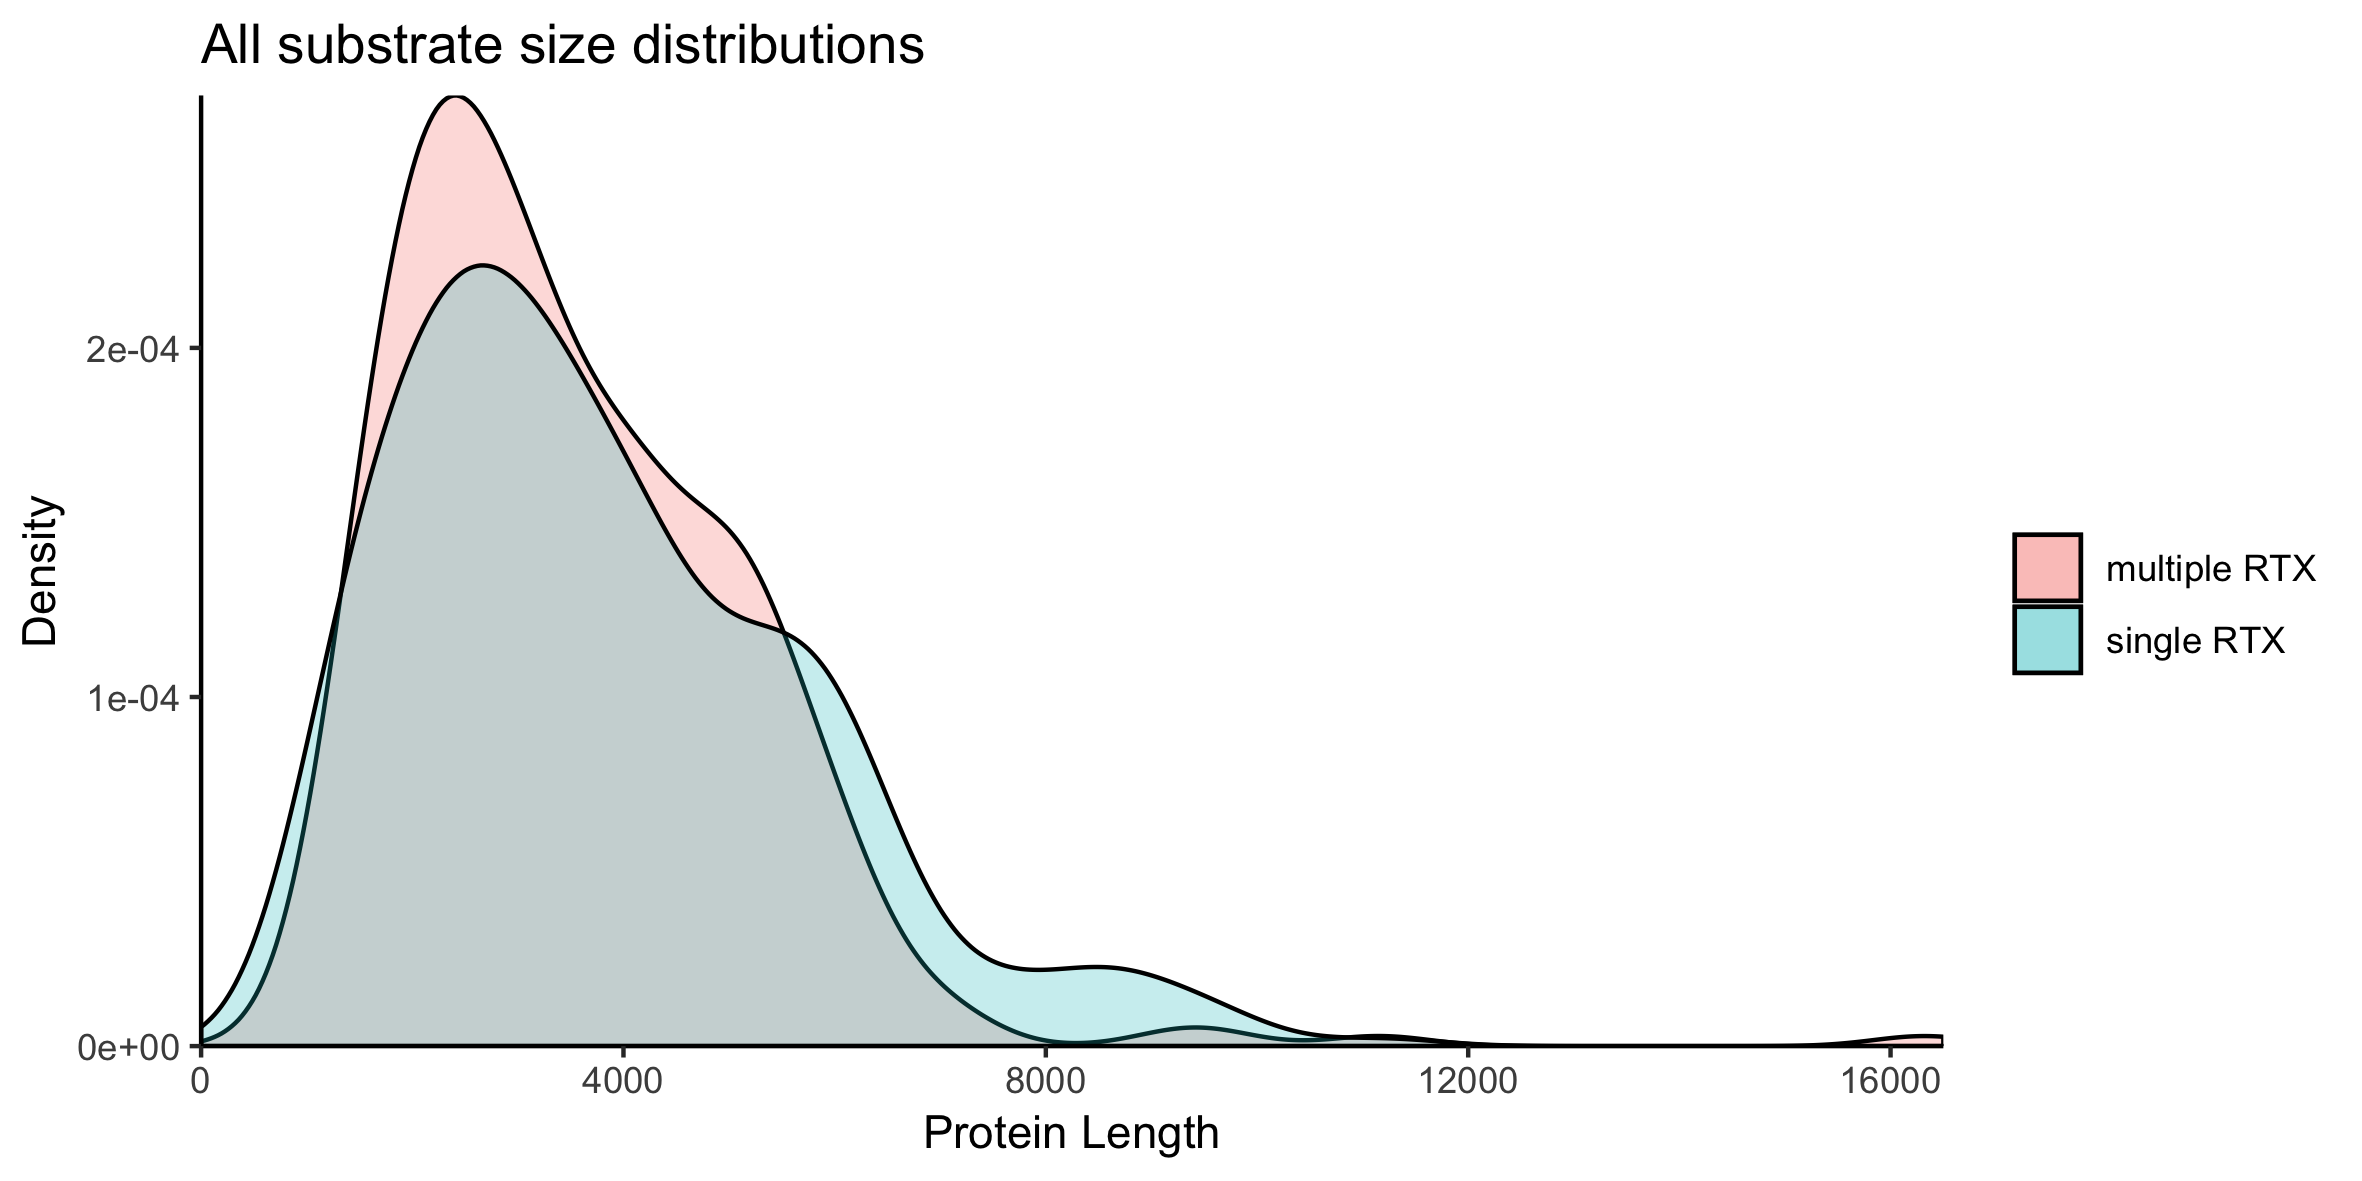 All substrate size distributions
Density
2e-04
1e-04
0e+00
0
4000
8000
12000
16000
Protein Length
multiple RTX
single RTX